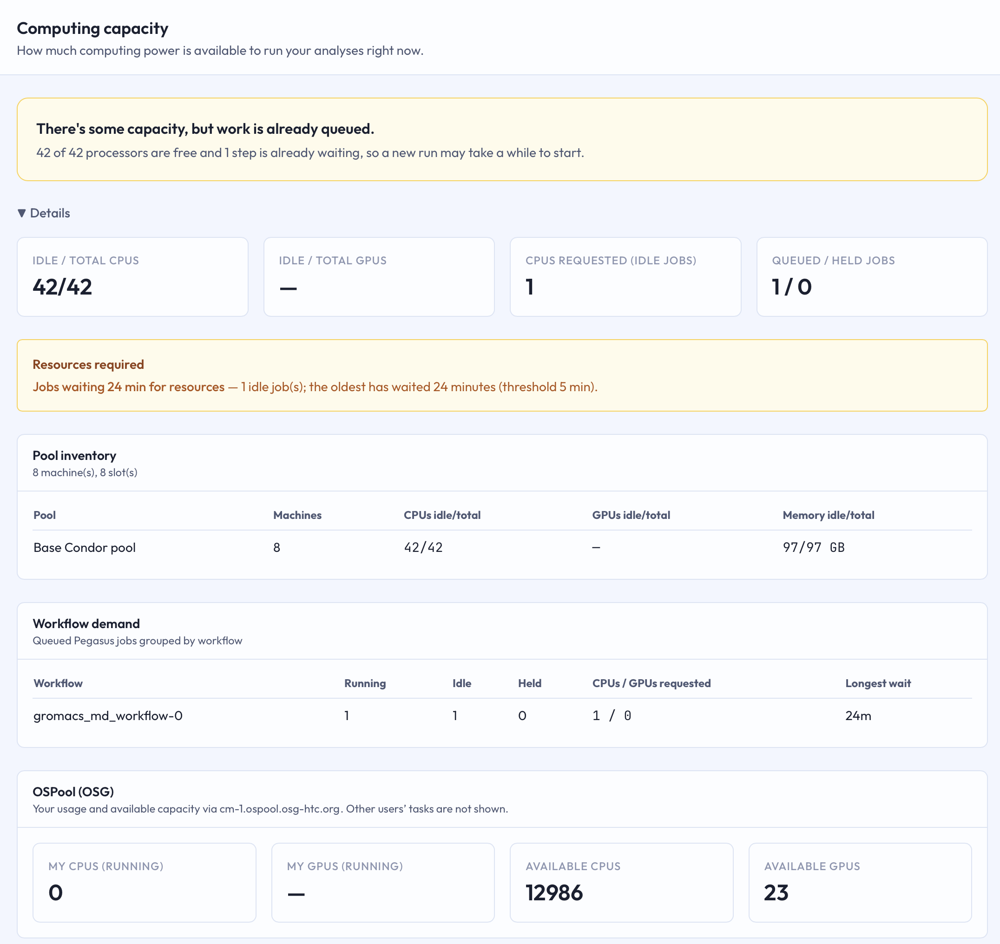 Computing capacity
How much computing power is available to run your analyses right now.
There's some capacity, but work is already queued.
42 of 42 processors are free and 1 step is already waiting, so a new run may take a while to start.
▼ Details
IDLE / TOTAL CPUS
42/42
IDLE / TOTAL GPUS
—
CPUS REQUESTED (IDLE JOBS)
1
QUEUED / HELD JOBS
1 / 0
Resources required
Jobs waiting 24 min for resources — 1 idle job(s); the oldest has waited 24 minutes (threshold 5 min).
Pool inventory
8 machine(s), 8 slot(s)
Pool Machines CPUs idle/total GPUs idle/total Memory idle/total
Base Condor pool 8 42/42 — 97/97 GB
Workflow demand
Queued Pegasus jobs grouped by workflow
Workflow Running Idle Held CPUs / GPUs requested Longest wait
gromacs_md_workflow-0 1 1 0 1 / 0 24m
OSPool (OSG)
Your usage and available capacity via cm-1.ospool.osg-htc.org. Other users’ tasks are not shown.
MY CPUS (RUNNING)
0
MY GPUS (RUNNING)
—
AVAILABLE CPUS
12986
AVAILABLE GPUS
23